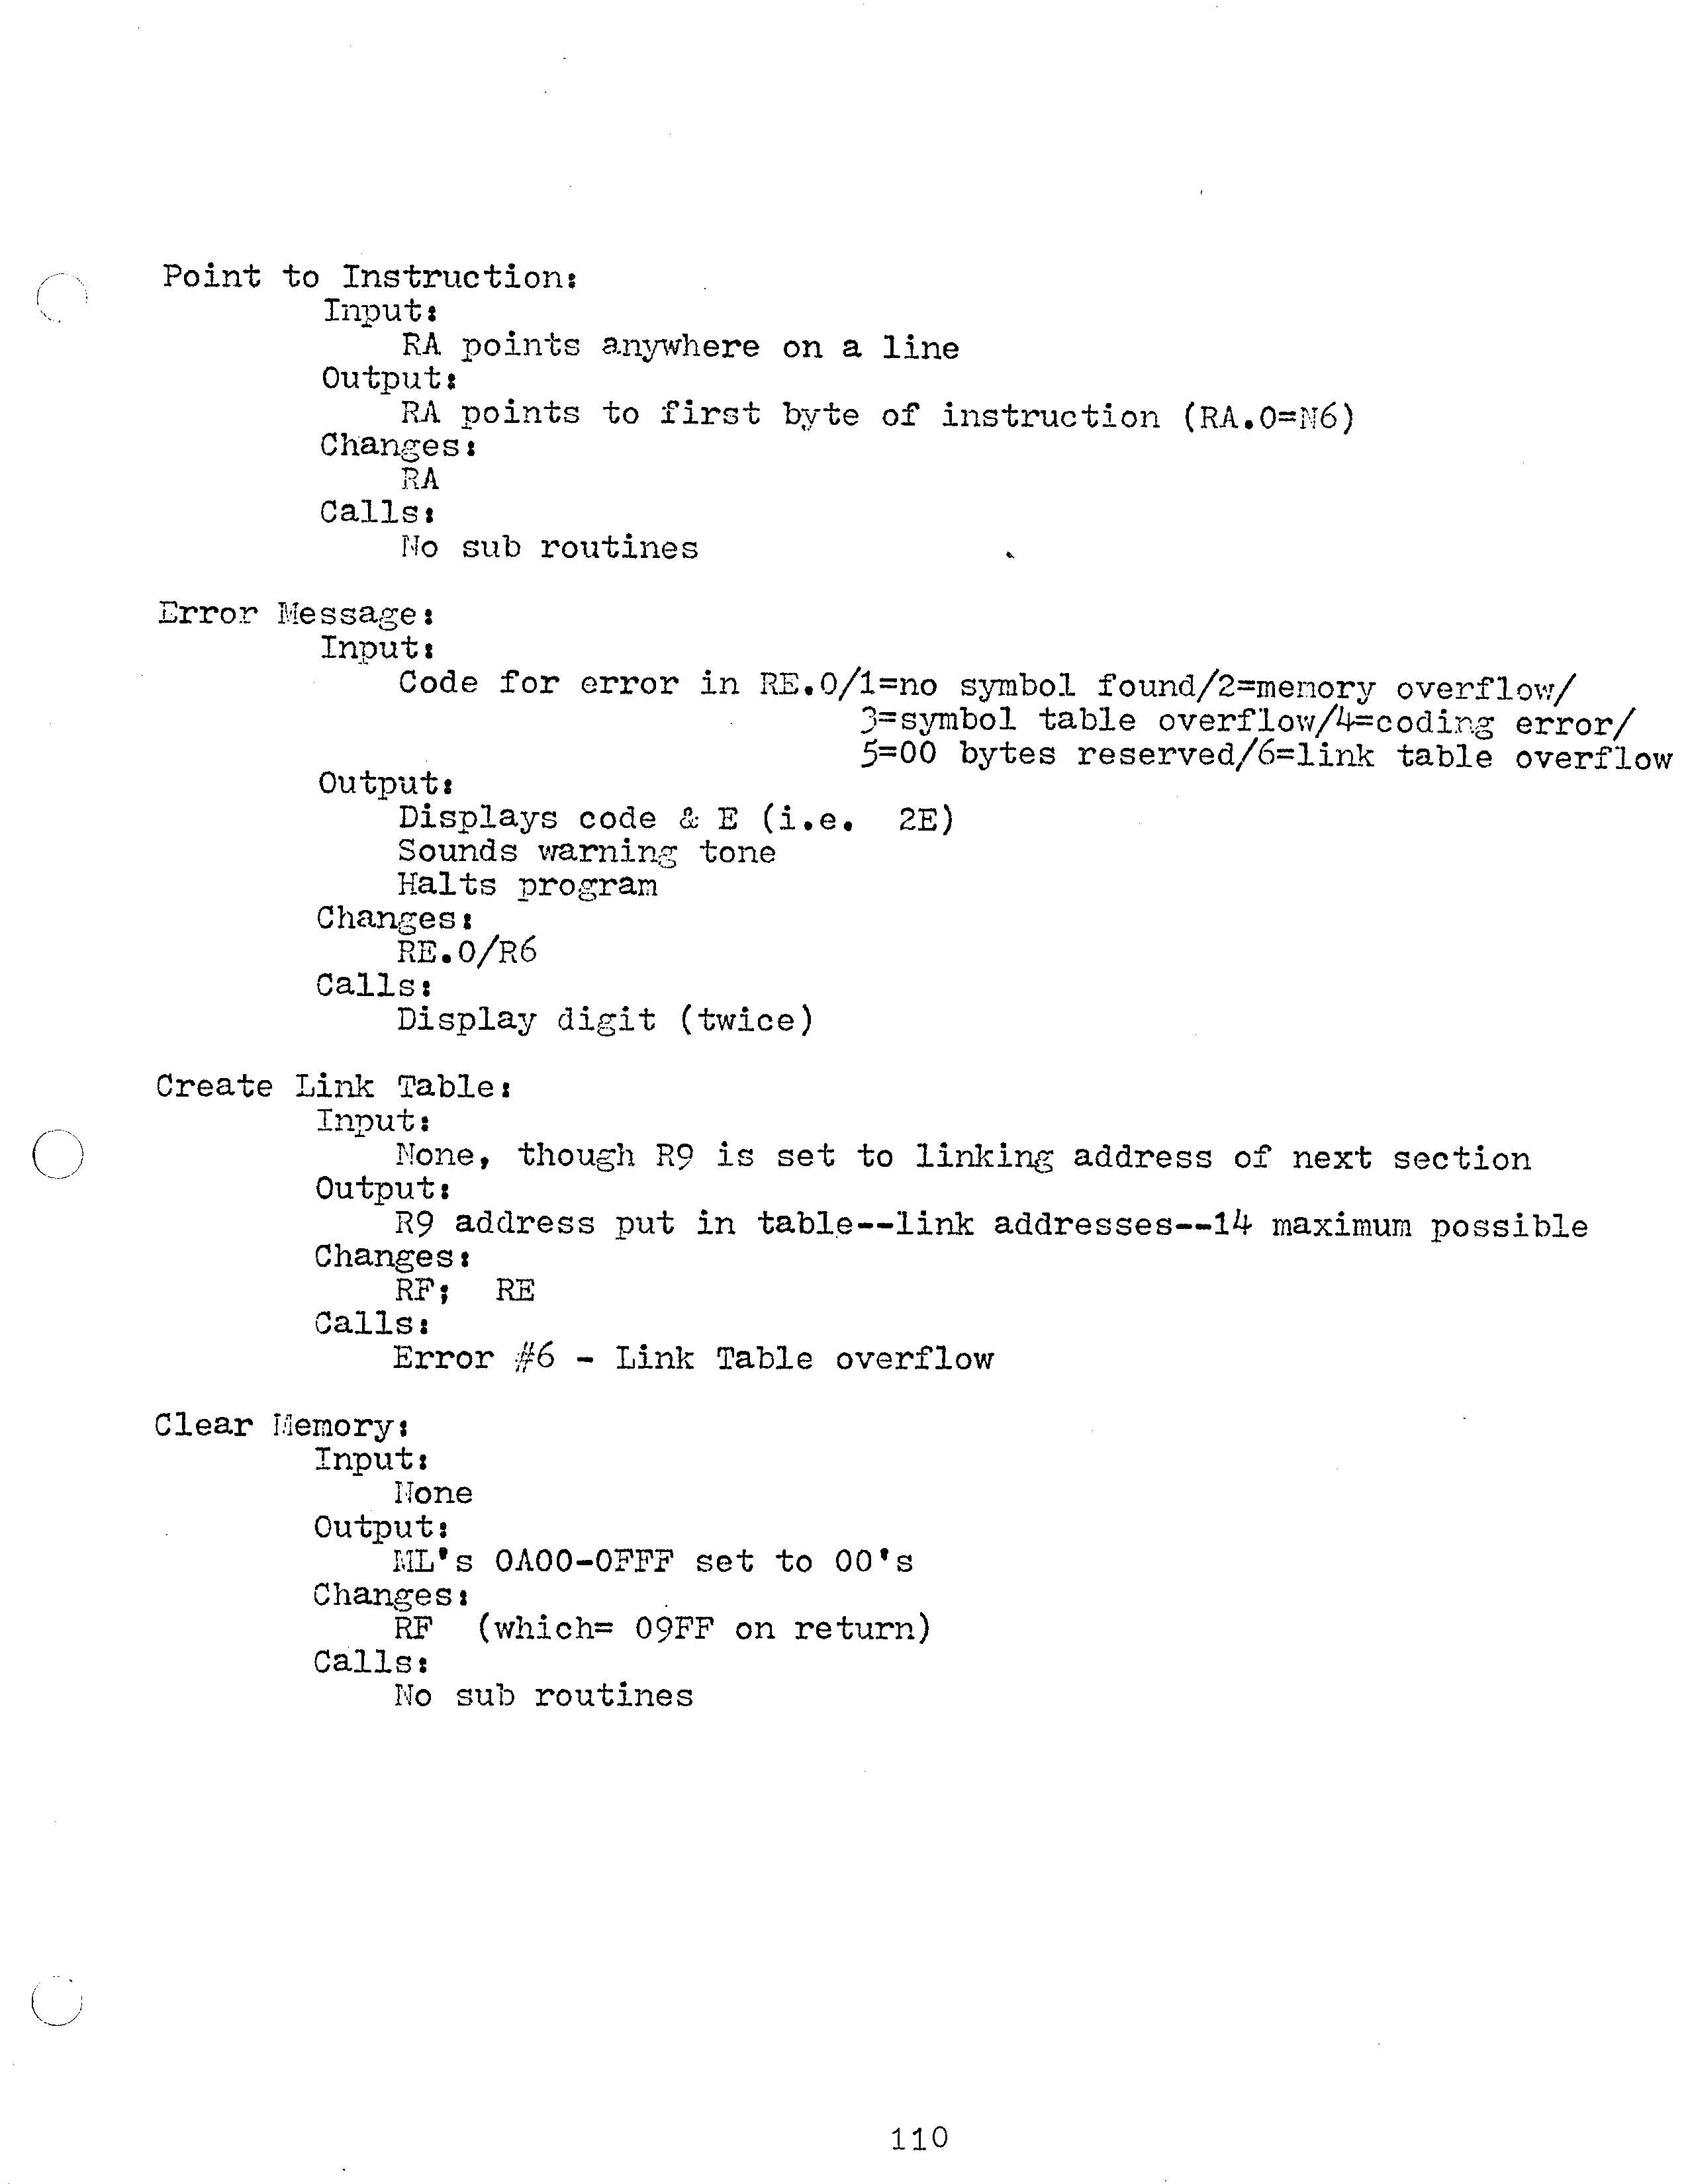 Point to Instruction:
Input:
RA points anywhere on a line
Output:
RA points to first byte of instruction (RA.0=N6)
Changes:
RA
Calls:
No sub routines
Error Message:
Input:
Code for error in RE.0/1=no symbol found/2=memory overflow/
3=symbol table overflow/4=coding error/
5=00 bytes reserved/6=link table overflow
Output:
Displays code & E (i.e.  2E)
Sounds warning tone
Halts program
Changes:
RE.0/R6
Calls:
Display digit (twice)
Create Link Table:
Input:
None, though R9 is set to linking address of next section
Output:
R9 address put in table--link addresses--14 maximum possible
Changes:
RF;  RE
Calls:
Error #6 - Link Table overflow
Clear Memory:
Input:
None
Output:
ML's 0A00-0FFF set to 00's
Changes:
RF  (which= 09FF on return)
Calls:
No sub routines
110